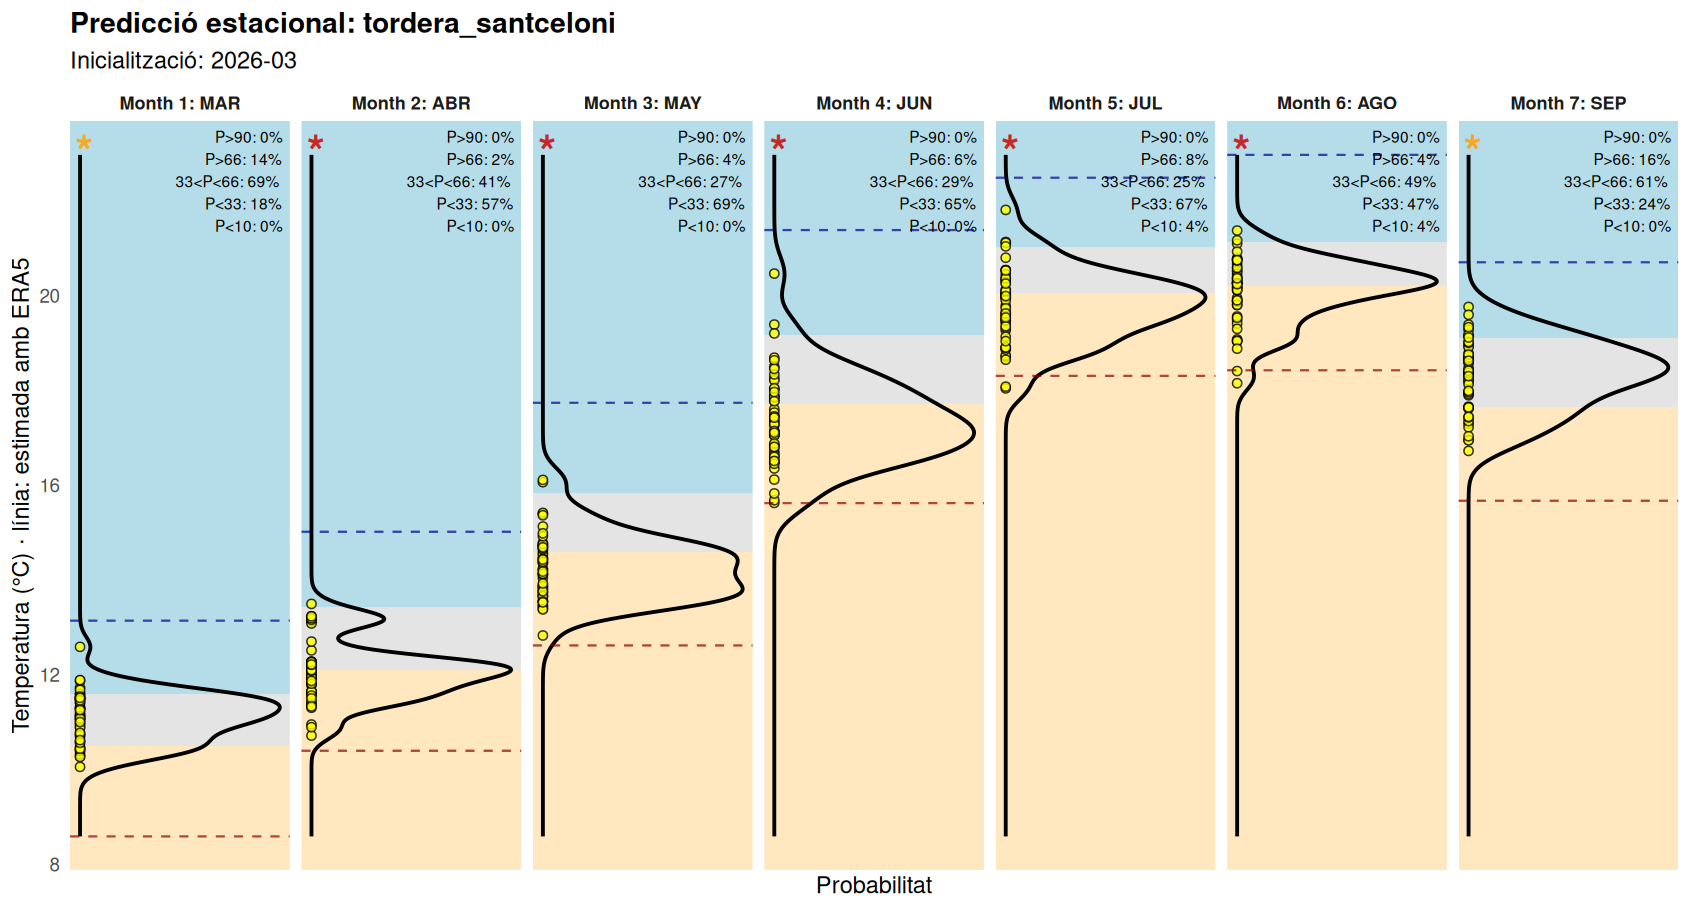 Predicció estacional: tordera_santceloni
Inicialització: 2026-03
Month 1: MAR
Month 2: ABR
Month 3: MAY
Month 4: JUN
Month 5: JUL
Month 6: AGO
Month 7: SEP
*
P>90: 0%
P>66: 14%
33<P<66: 69%
P<33: 18%
P<10: 0%
*
P>90: 0%
P>66: 2%
33<P<66: 41%
P<33: 57%
P<10: 0%
*
P>90: 0%
P>66: 4%
33<P<66: 27%
P<33: 69%
P<10: 0%
*
P>90: 0%
P>66: 6%
33<P<66: 29%
P<33: 65%
P<10: 0%
*
P>90: 0%
P>66: 8%
33<P<66: 25%
P<33: 67%
P<10: 4%
*
P>90: 0%
P>66: 4%
33<P<66: 49%
P<33: 47%
P<10: 4%
*
P>90: 0%
P>66: 16%
33<P<66: 61%
P<33: 24%
P<10: 0%
Temperatura (°C) · línia: estimada amb ERA5
20
16
12
8
Probabilitat